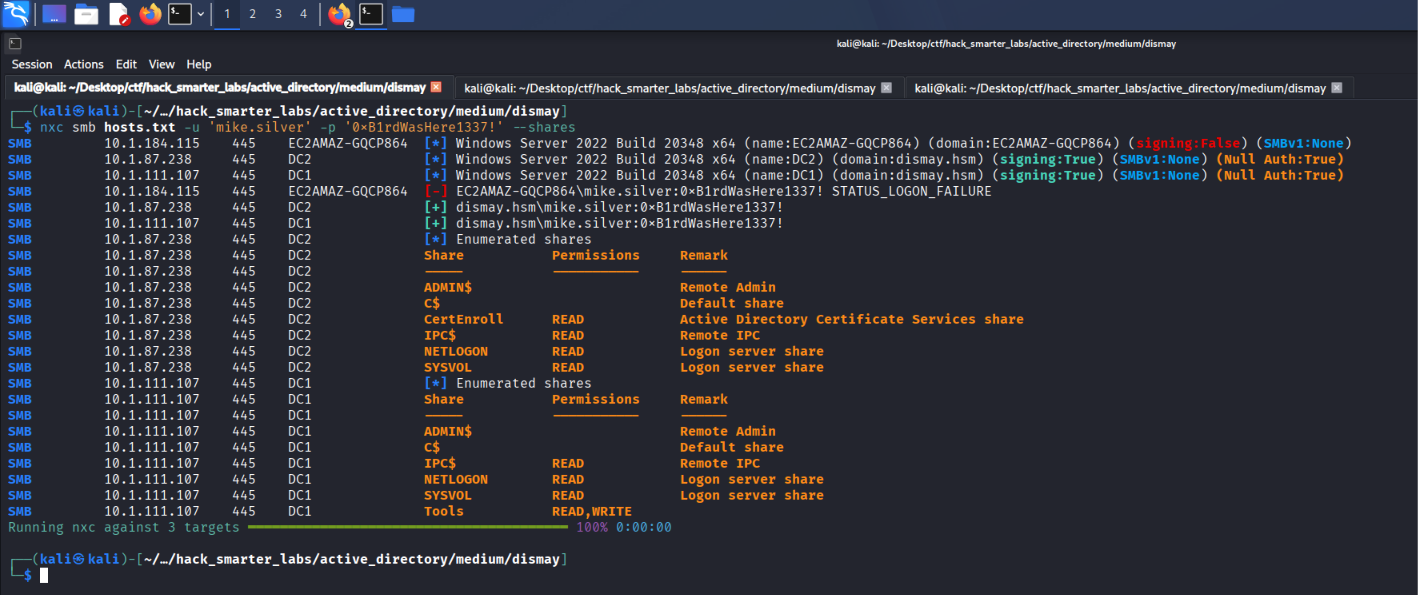 1 2 3 4 2
kali@kali: ~/Desktop/ctf/hack_smarter_labs/active_directory/medium/dismay
Session Actions Edit View Help
kali@kali: ~/Desktop/ctf/hack_smarter_labs/active_directory/medium/dismay kali@kali: ~/Desktop/ctf/hack_smarter_labs/active_directory/medium/dismay kali@kali: ~/Desktop/ctf/hack_smarter_labs/active_directory/medium/dismay
┌──(kali㉿kali)-[~/…/hack_smarter_labs/active_directory/medium/dismay]
└─$ nxc smb hosts.txt -u 'mike.silver' -p '0×B1rdWasHere1337!' --shares
SMB 10.1.184.115 445 EC2AMAZ-GQCP864 [*] Windows Server 2022 Build 20348 x64 (name:EC2AMAZ-GQCP864) (domain:EC2AMAZ-GQCP864) (signing:False) (SMBv1:None)
SMB 10.1.87.238 445 DC2 [*] Windows Server 2022 Build 20348 x64 (name:DC2) (domain:dismay.hsm) (signing:True) (SMBv1:None) (Null Auth:True)
SMB 10.1.111.107 445 DC1 [*] Windows Server 2022 Build 20348 x64 (name:DC1) (domain:dismay.hsm) (signing:True) (SMBv1:None) (Null Auth:True)
SMB 10.1.184.115 445 EC2AMAZ-GQCP864 [-] EC2AMAZ-GQCP864\mike.silver:0×B1rdWasHere1337! STATUS_LOGON_FAILURE
SMB 10.1.87.238 445 DC2 [+] dismay.hsm\mike.silver:0×B1rdWasHere1337!
SMB 10.1.111.107 445 DC1 [+] dismay.hsm\mike.silver:0×B1rdWasHere1337!
SMB 10.1.87.238 445 DC2 [*] Enumerated shares
SMB 10.1.87.238 445 DC2 Share Permissions Remark
SMB 10.1.87.238 445 DC2 ----- ----------- ------
SMB 10.1.87.238 445 DC2 ADMIN$ Remote Admin
SMB 10.1.87.238 445 DC2 C$ Default share
SMB 10.1.87.238 445 DC2 CertEnroll READ Active Directory Certificate Services share
SMB 10.1.87.238 445 DC2 IPC$ READ Remote IPC
SMB 10.1.87.238 445 DC2 NETLOGON READ Logon server share
SMB 10.1.87.238 445 DC2 SYSVOL READ Logon server share
SMB 10.1.111.107 445 DC1 [*] Enumerated shares
SMB 10.1.111.107 445 DC1 Share Permissions Remark
SMB 10.1.111.107 445 DC1 ----- ----------- ------
SMB 10.1.111.107 445 DC1 ADMIN$ Remote Admin
SMB 10.1.111.107 445 DC1 C$ Default share
SMB 10.1.111.107 445 DC1 IPC$ READ Remote IPC
SMB 10.1.111.107 445 DC1 NETLOGON READ Logon server share
SMB 10.1.111.107 445 DC1 SYSVOL READ Logon server share
SMB 10.1.111.107 445 DC1 Tools READ,WRITE
Running nxc against 3 targets ━━━━━━━━━━━━━━━━━━━━━━━━━━━━━━━━━━━━━━━━ 100% 0:00:00
┌──(kali㉿kali)-[~/…/hack_smarter_labs/active_directory/medium/dismay]
└─$